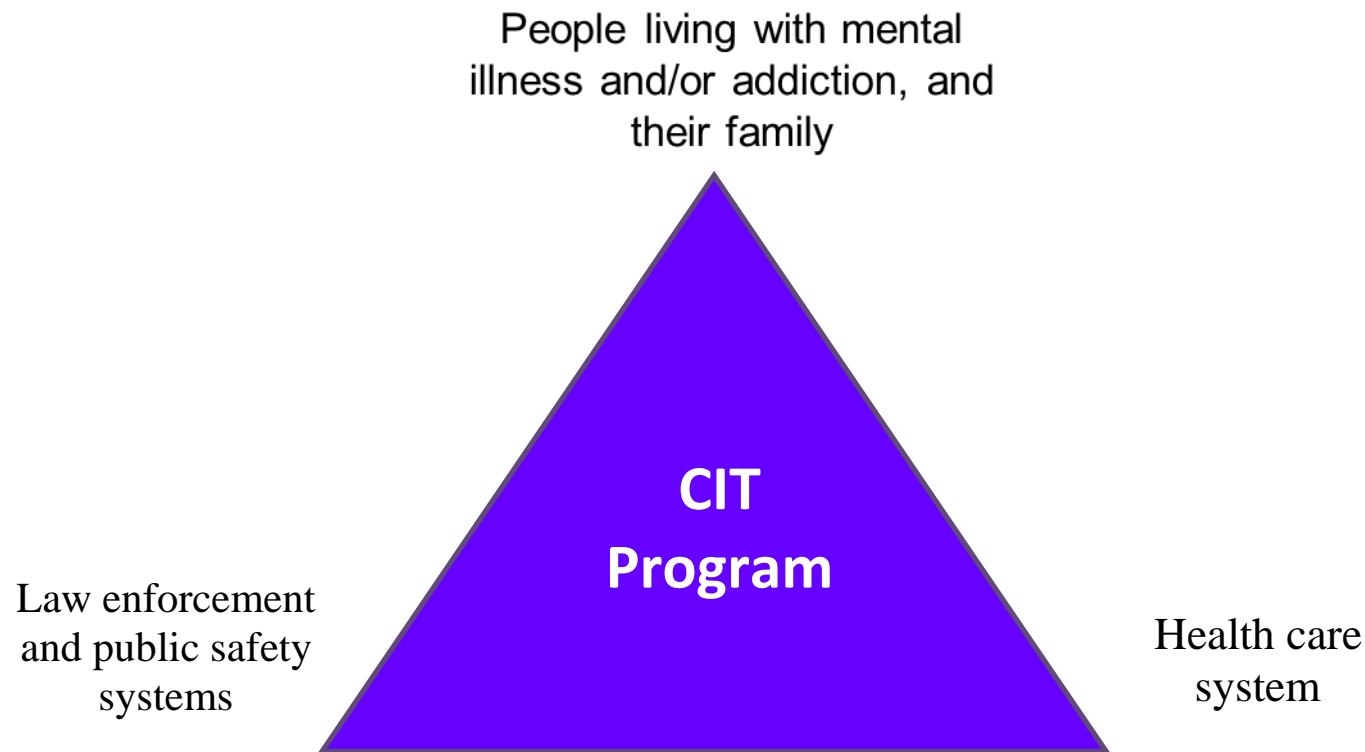 People living with mental
illness and/or addiction, and
their family
CIT
Program
Law enforcement
and public safety
systems
Health care
system